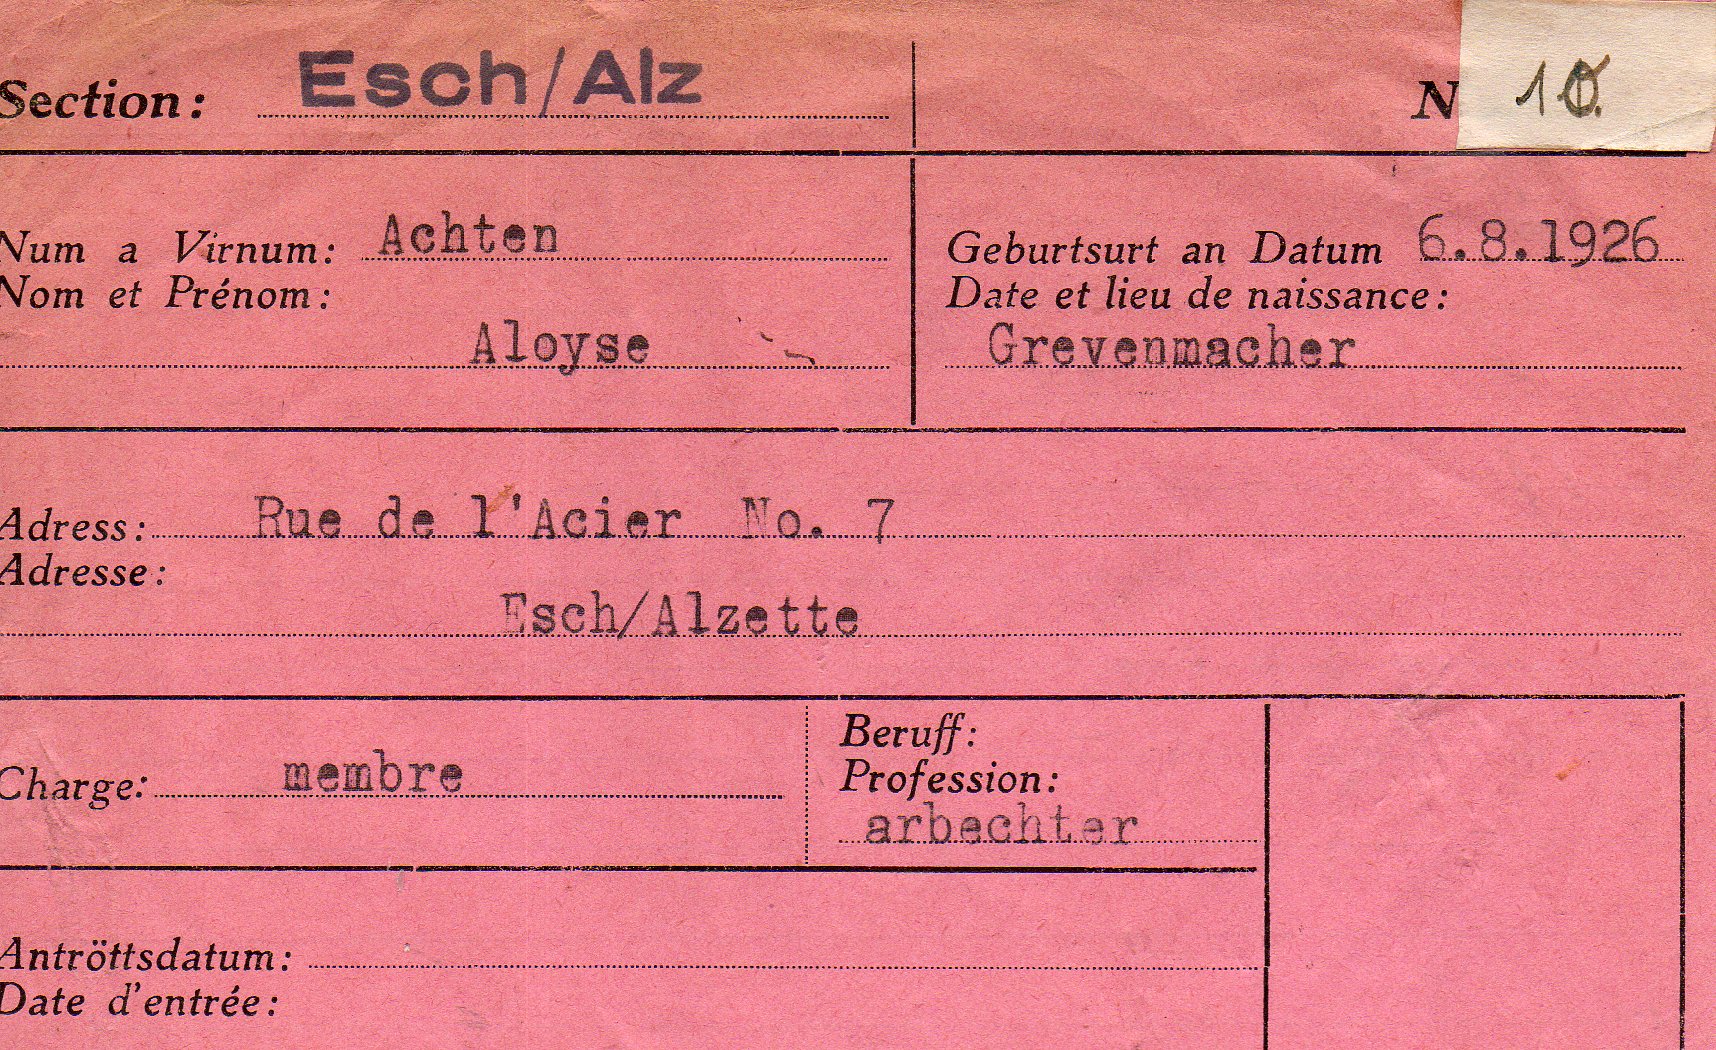 Section: Esch/Alz N 10
Num a Virnum: Achten
Nom et Prénom:
Aloyse
Geburtsurt an Datum 6.8.1926
Date et lieu de naissance:
Grevenmacher
Adress: Rue de l'Acier No. 7
Adresse:
Esch/Alzette
Charge: membre
Beruff:
Profession:
arbechter
Antröttsdatum:
Date d'entrée: